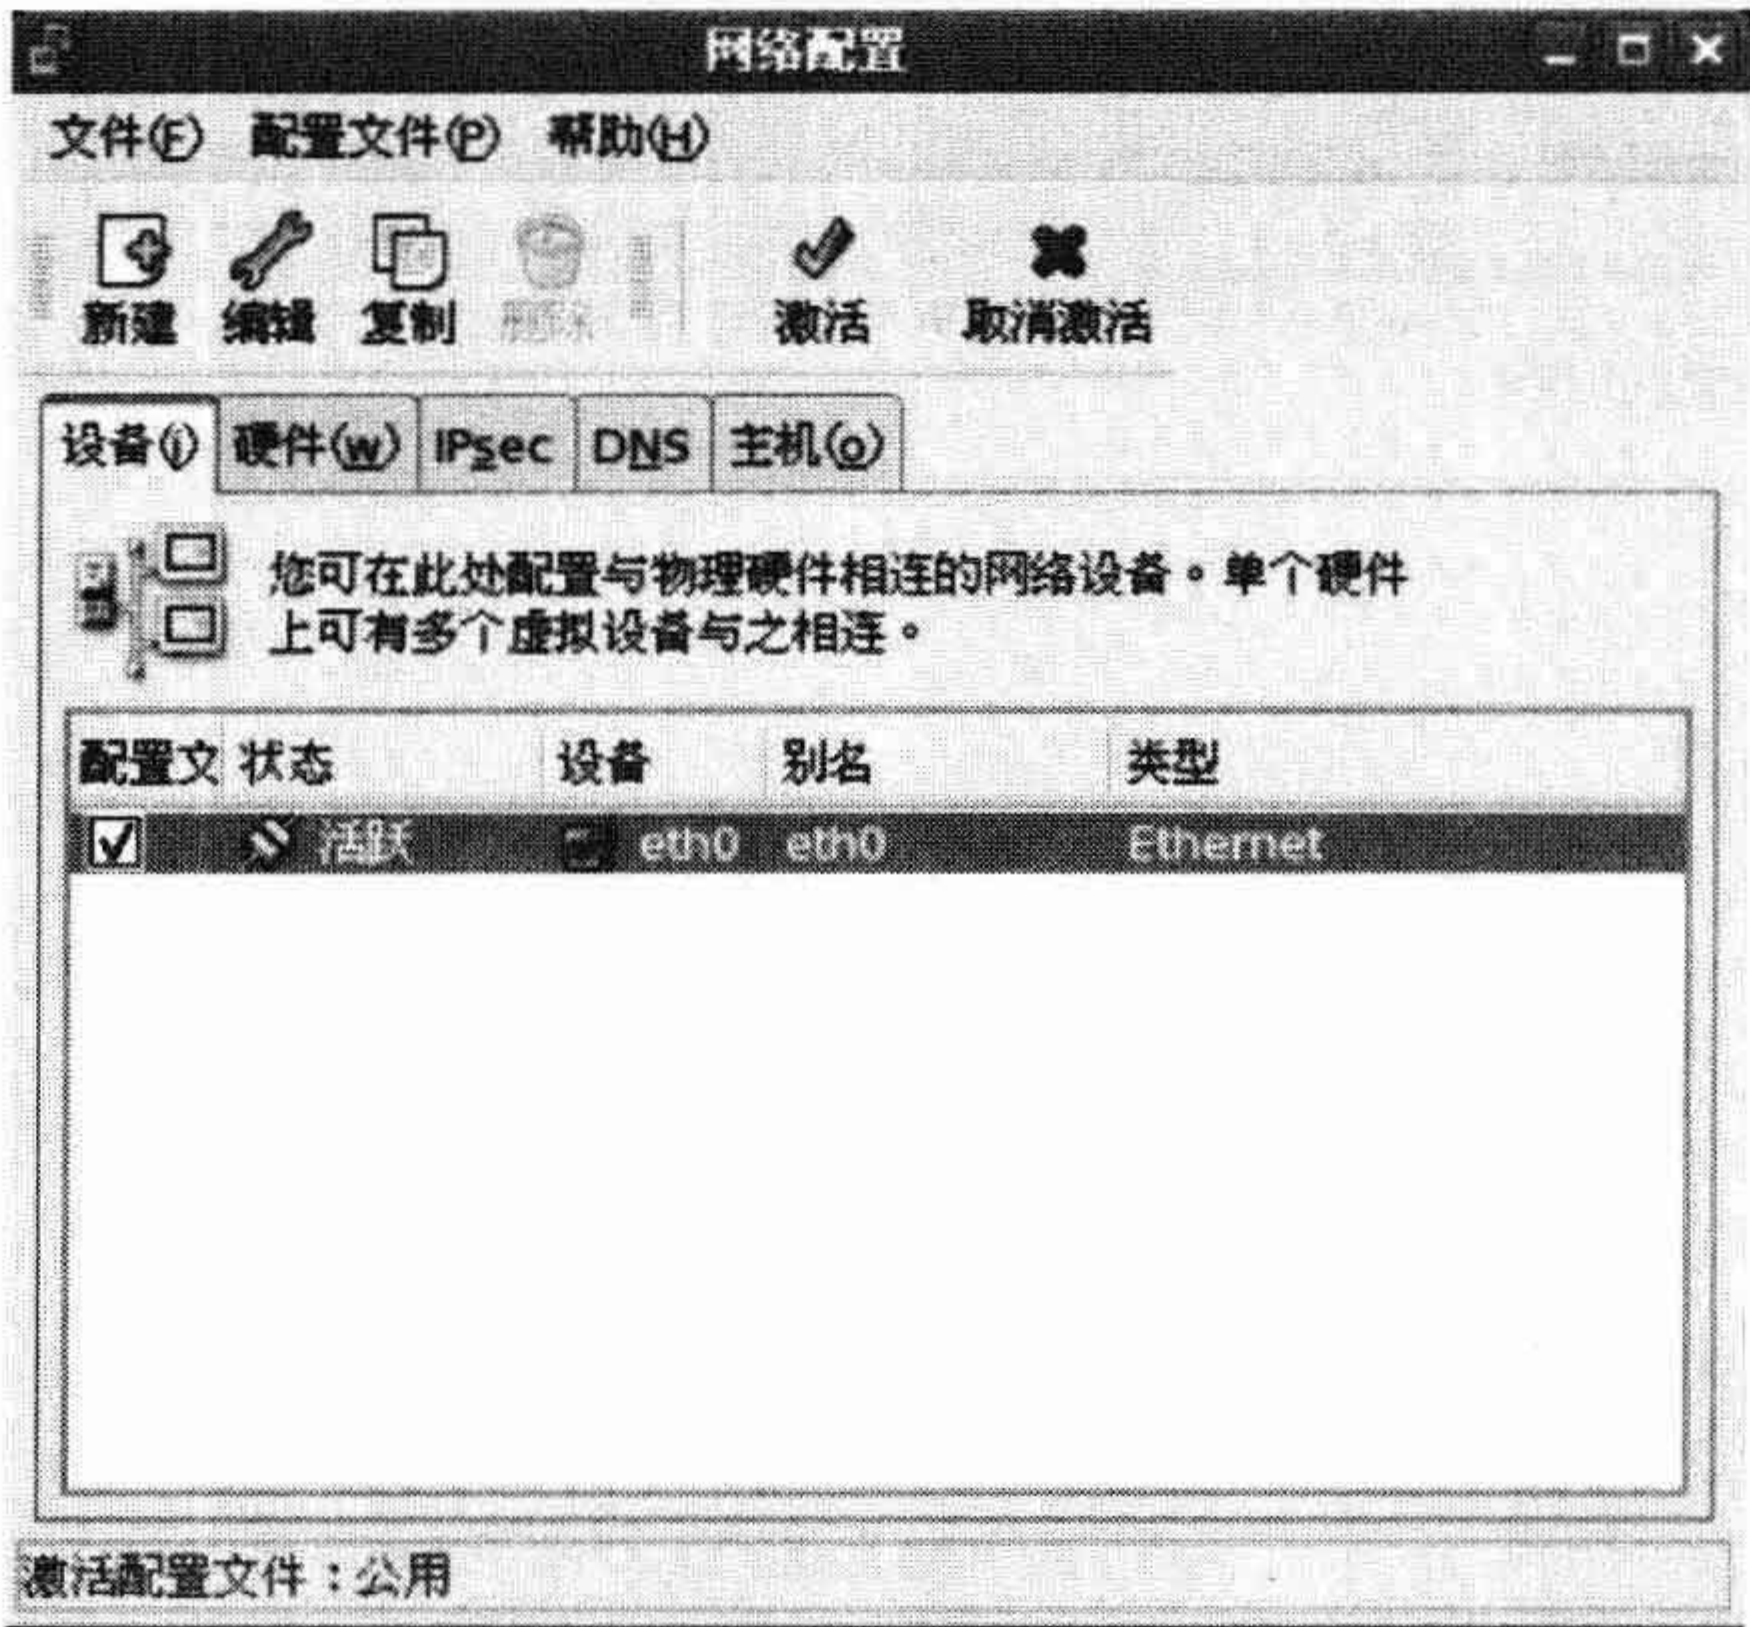 网络配置
文件(F) 配置文件(P) 帮助(H)
新建 编辑 复制 删除 激活 取消激活
设备(i) 硬件(w) IPsec DNS 主机(o)
您可在此处配置与物理硬件相连的网络设备。单个硬件
上可有多个虚拟设备与之相连。
配置文 状态 设备 别名 类型
活跃 eth0 eth0 Ethernet
激活配置文件：公用